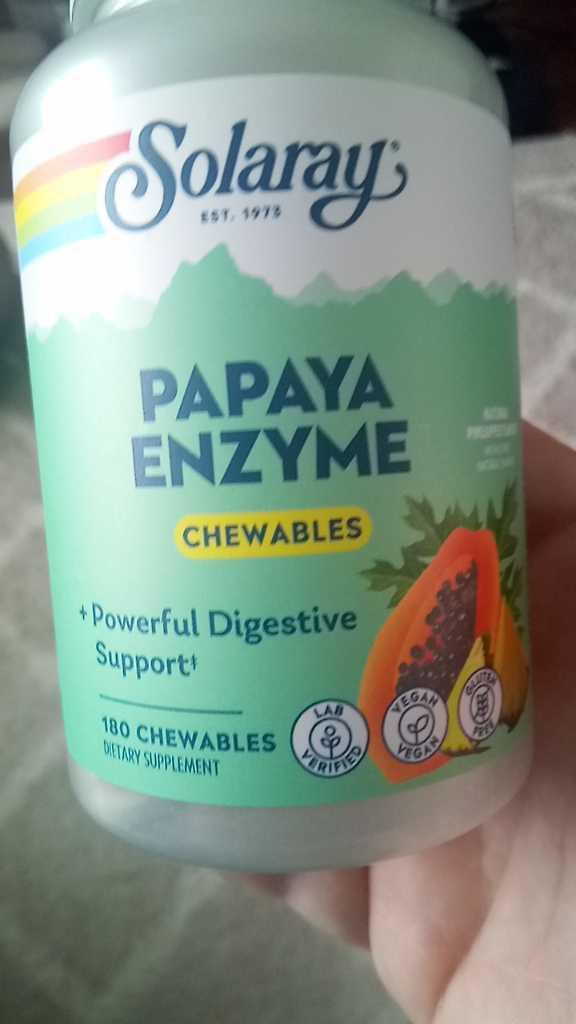 Solaray®
EST. 1973
PAPAYA
ENZYME
CHEWABLES
+ Powerful Digestive
Support‡
180 CHEWABLES
DIETARY SUPPLEMENT
LAB
VERIFIED
VEGAN
VEGAN
GLUTEN
FREE
NATURAL